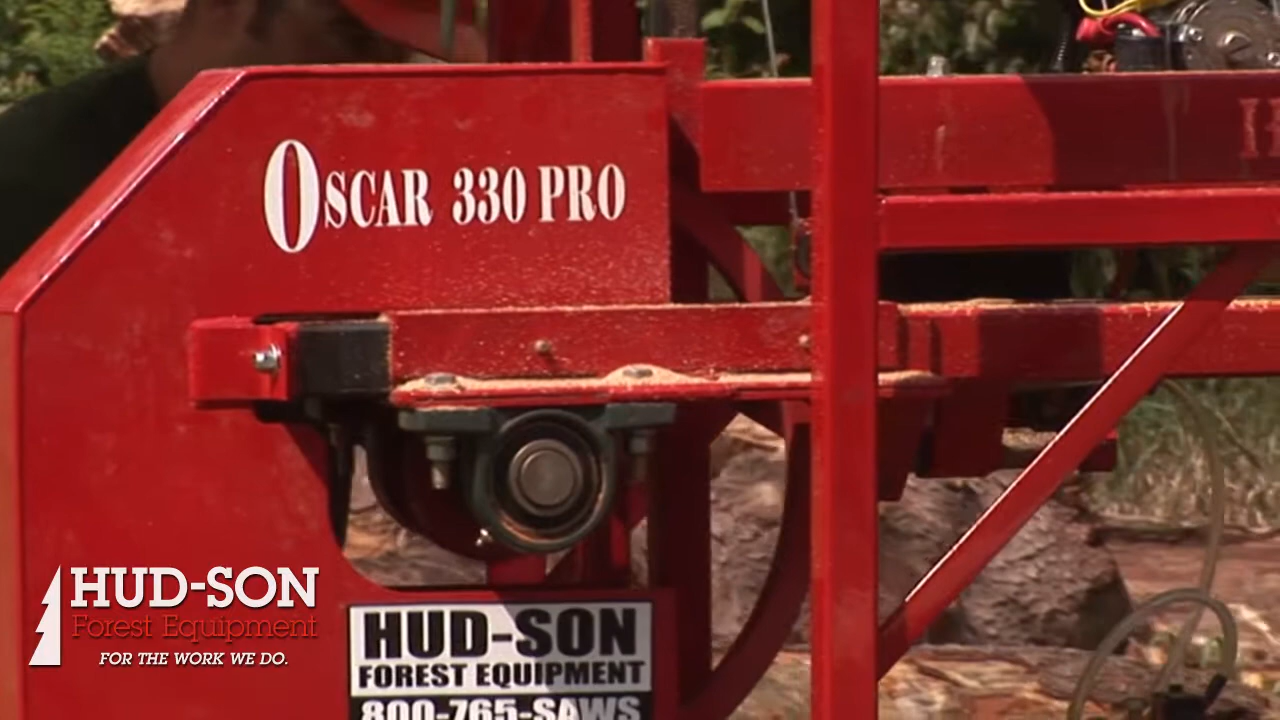 OSCAR 330 PRO
HUD-SON
Forest Equipment
FOR THE WORK WE DO.
HUD-SON
FOREST EQUIPMENT
800-765-SAWS